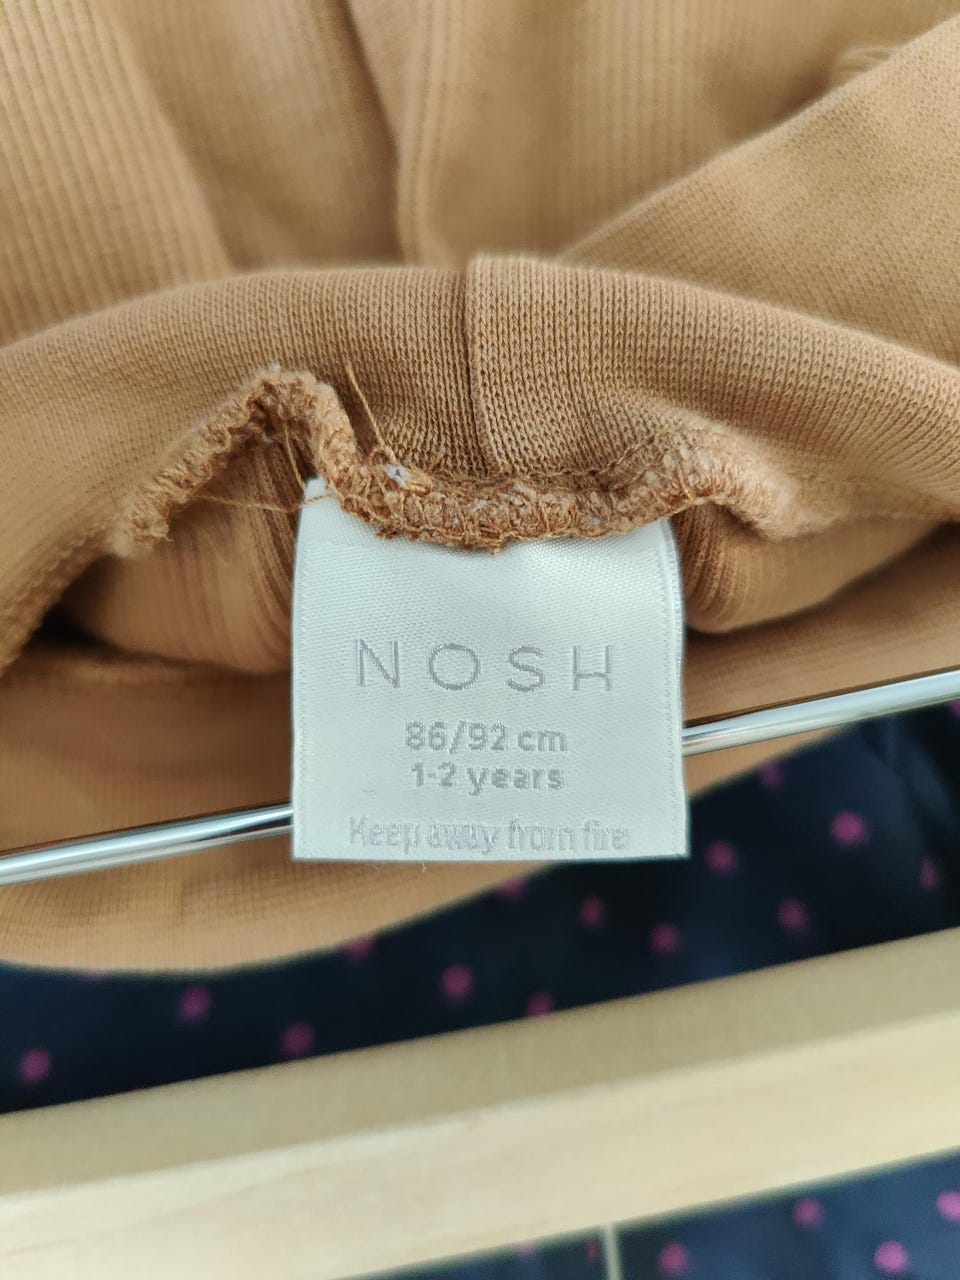 NOSH
86/92 cm
1-2 years
Keep away from fire